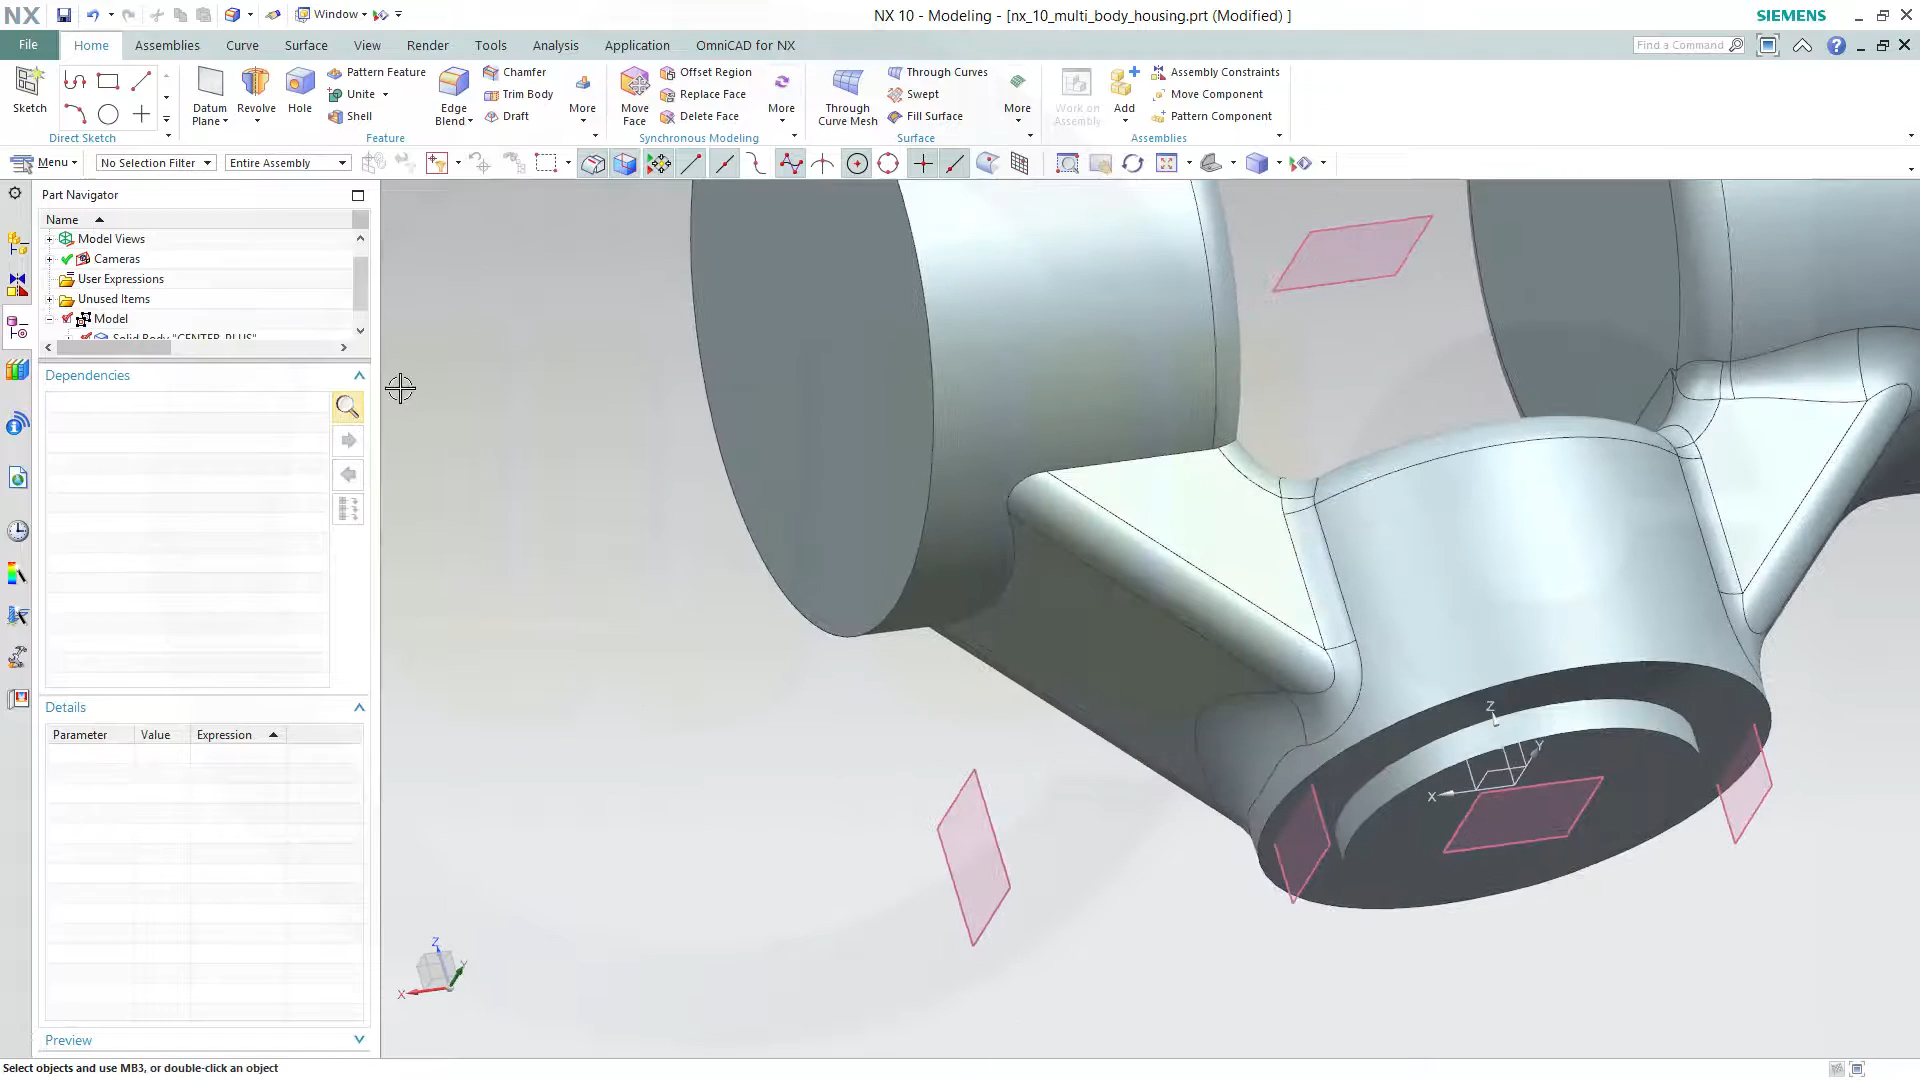 NX
Window
NX 10 - Modeling - [nx_10_multi_body_housing.prt (Modified) ]
SIEMENS
File
Home
Assemblies
Curve
Surface
View
Render
Tools
Analysis
Application
OmniCAD for NX
Find a Command
Sketch
Direct Sketch
Datum
Plane
Revolve
Hole
Pattern Feature
Unite
Shell
Edge
Blend
Chamfer
Trim Body
Draft
More
Feature
Move
Face
Offset Region
Replace Face
Delete Face
More
Synchronous Modeling
Through
Curve Mesh
Through Curves
Swept
Fill Surface
More
Surface
Work on
Assembly
Add
Assembly Constraints
Move Component
Pattern Component
Assemblies
Menu
No Selection Filter
Entire Assembly
Part Navigator
Name
Model Views
Cameras
User Expressions
Unused Items
Model
Solid Body "CENTER_PLUS"
Dependencies
Details
Parameter
Value
Expression
Preview
Z
Y
X
Z
Y
X
Select objects and use MB3, or double-click an object